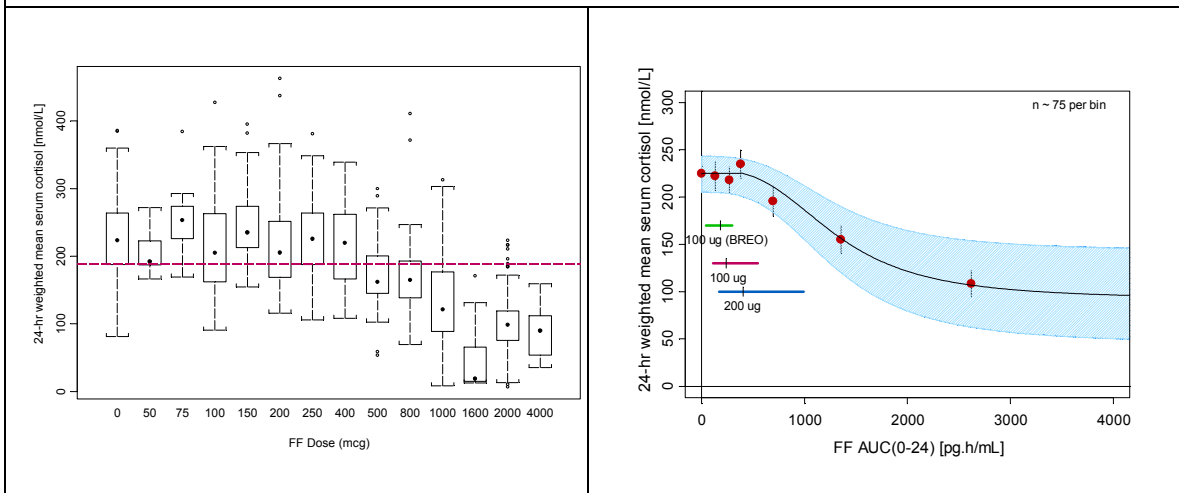 24-hr weighted mean serum cortisol [nmol/L]
400
300
200
100
0
0 50 75 100 150 200 250 400 500 800 1000 1600 2000 4000
FF Dose (mcg)
24-hr weighted mean serum cortisol [nmol/L]
300
250
200
150
100
50
0
n ~ 75 per bin
100 ug (BREO)
100 ug
200 ug
0 1000 2000 3000 4000
FF AUC(0-24) [pg.h/mL]